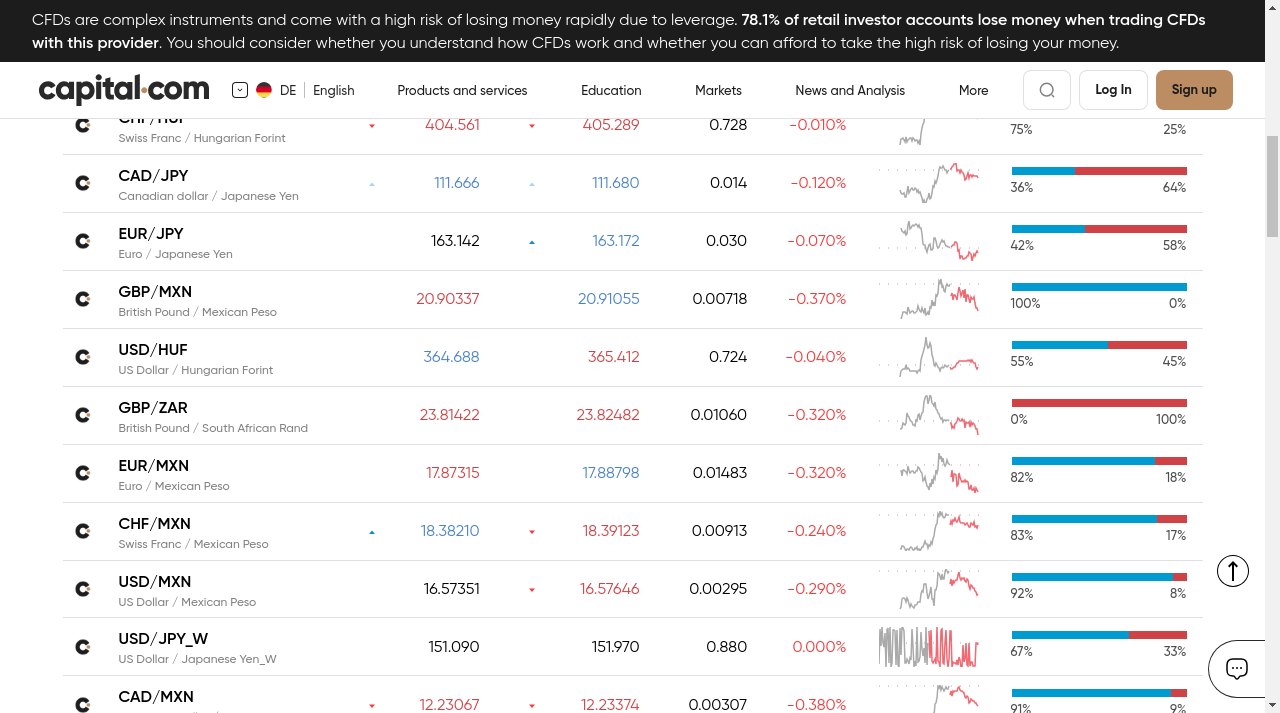 CFDs are complex instruments and come with a high risk of losing money rapidly due to leverage. 78.1% of retail investor accounts lose money when trading CFDs
with this provider. You should consider whether you understand how CFDs work and whether you can afford to take the high risk of losing your money.
capital.com DE English Products and services Education Markets News and Analysis More Log In Sign up
CHF/HUF 404.561 405.289 0.728 -0.010%
Swiss Franc / Hungarian Forint 75% 25%
CAD/JPY 111.666 111.680 0.014 -0.120%
Canadian dollar / Japanese Yen 36% 64%
EUR/JPY 163.142 163.172 0.030 -0.070%
Euro / Japanese Yen 42% 58%
GBP/MXN 20.90337 20.91055 0.00718 -0.370%
British Pound / Mexican Peso 100% 0%
USD/HUF 364.688 365.412 0.724 -0.040%
US Dollar / Hungarian Forint 55% 45%
GBP/ZAR 23.81422 23.82482 0.01060 -0.320%
British Pound / South African Rand 0% 100%
EUR/MXN 17.87315 17.88798 0.01483 -0.320%
Euro / Mexican Peso 82% 18%
CHF/MXN 18.38210 18.39123 0.00913 -0.240%
Swiss Franc / Mexican Peso 83% 17%
USD/MXN 16.57351 16.57646 0.00295 -0.290%
US Dollar / Mexican Peso 92% 8%
USD/JPY_W 151.090 151.970 0.880 0.000%
US Dollar / Japanese Yen_W 67% 33%
CAD/MXN 12.23067 12.23374 0.00307 -0.380%
91% 9%